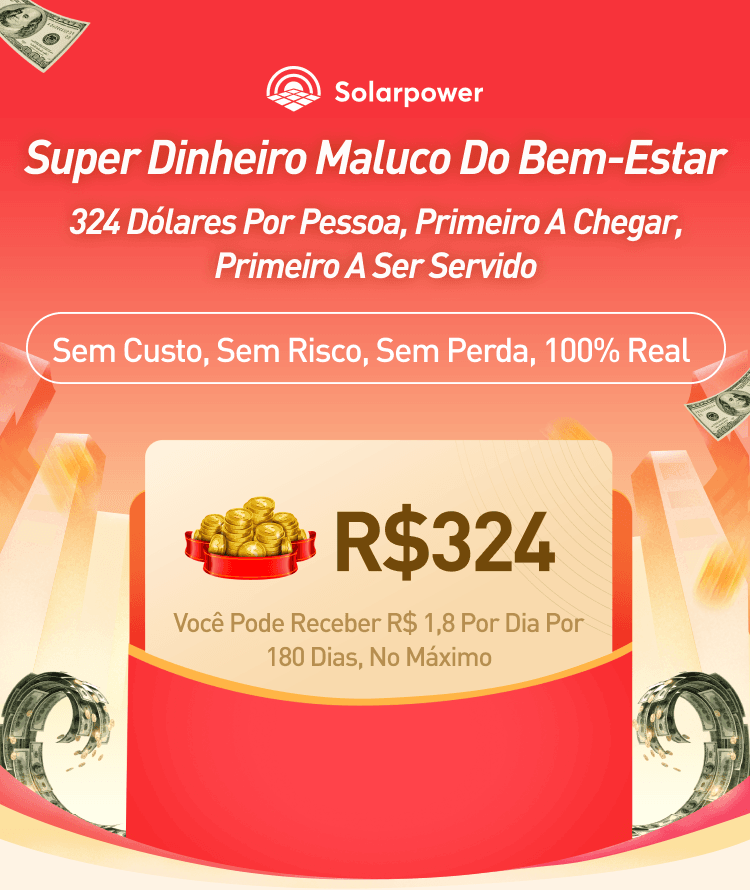 Solarpower
Super Dinheiro Maluco Do Bem-Estar
324 Dólares Por Pessoa, Primeiro A Chegar,
Primeiro A Ser Servido
Sem Custo, Sem Risco, Sem Perda, 100% Real
R$324
Você Pode Receber R$ 1,8 Por Dia Por
180 Dias, No Máximo